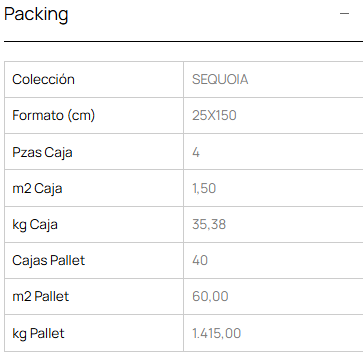 Packing
Colección SEQUOIA
Formato (cm) 25X150
Pzas Caja 4
m2 Caja 1,50
kg Caja 35,38
Cajas Pallet 40
m2 Pallet 60,00
kg Pallet 1.415,00